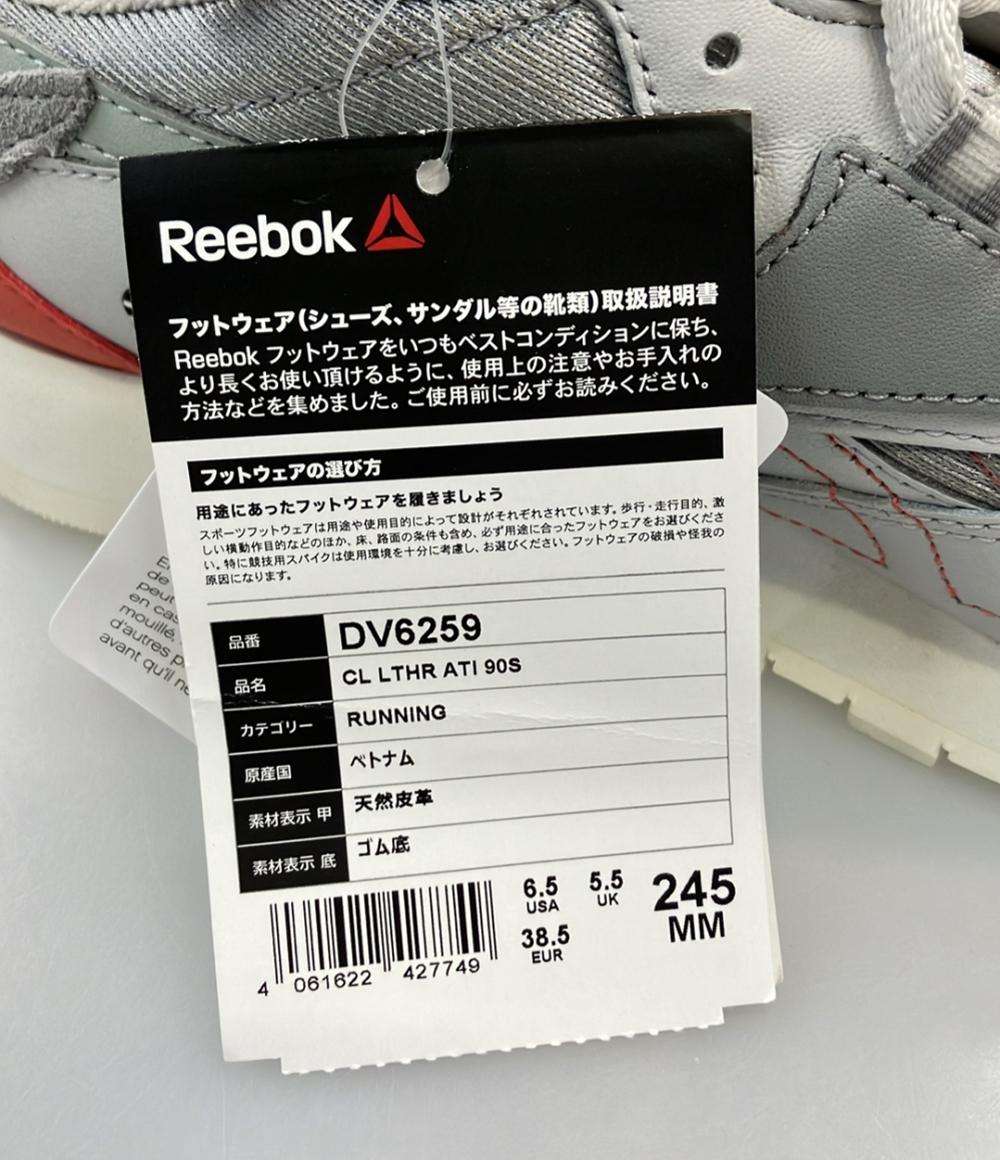 Reebok
フットウェア(シューズ、サンダル等の靴類)取扱説明書
Reebok フットウェアをいつもベストコンディションに保ち、
より長くお使い頂けるように、使用上の注意やお手入れの
方法などを集めました。ご使用前に必ずお読みください。
フットウェアの選び方
用途にあったフットウェアを履きましょう
スポーツフットウェアは用途や使用目的によって設計がそれぞれされています。歩行・走行目的、激
しい横動作目的などのほか、床、路面の条件も含め、必ず用途に合ったフットウェアをお選びくださ
い。特に競技用スパイクは使用環境を十分に考慮し、お選びください。フットウェアの破損や怪我の
原因になります。
品番 DV6259
品名 CL LTHR ATI 90S
カテゴリー RUNNING
原産国 ベトナム
素材表示 甲 天然皮革
素材表示 底 ゴム底
6.5 5.5 245
USA UK MM
38.5
EUR
4 061622 427749
de
peut
en cas
mouillé.
d'autres p
avant qu'il ne